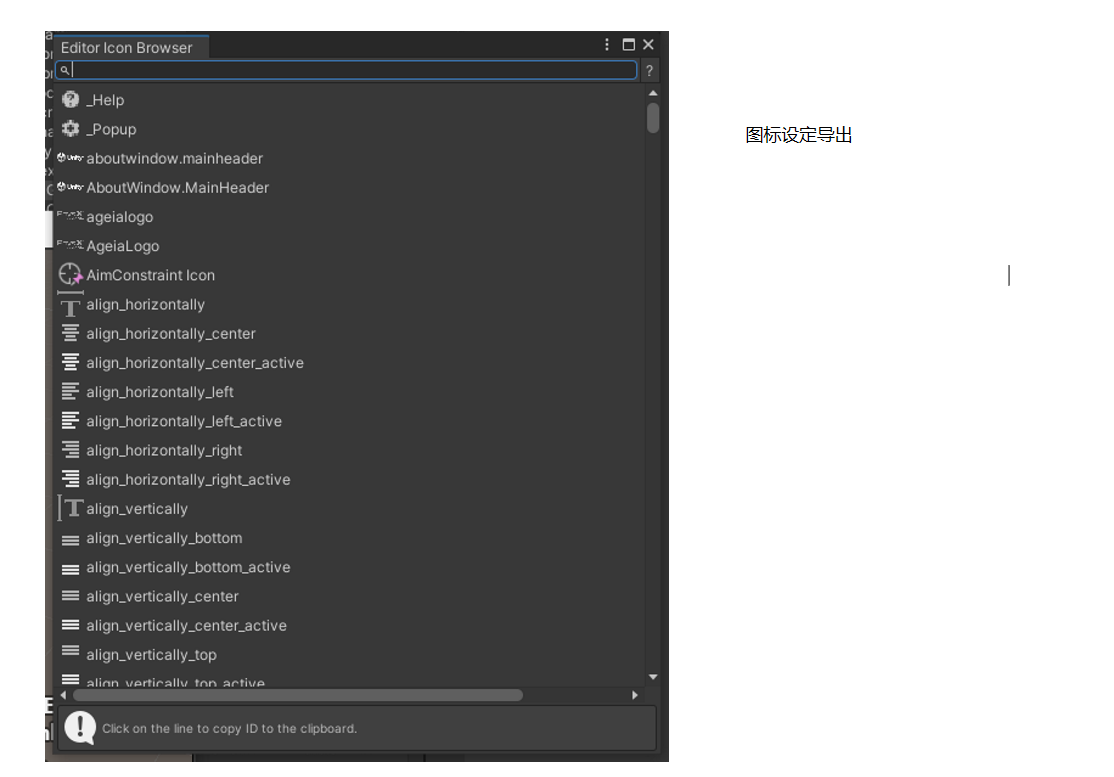 Editor Icon Browser
?
_Help
_Popup
aboutwindow.mainheader
AboutWindow.MainHeader
ageialogo
AgeiaLogo
AimConstraint Icon
align_horizontally
align_horizontally_center
align_horizontally_center_active
align_horizontally_left
align_horizontally_left_active
align_horizontally_right
align_horizontally_right_active
align_vertically
align_vertically_bottom
align_vertically_bottom_active
align_vertically_center
align_vertically_center_active
align_vertically_top
align_vertically_top_active
Click on the line to copy ID to the clipboard.
图标设定导出